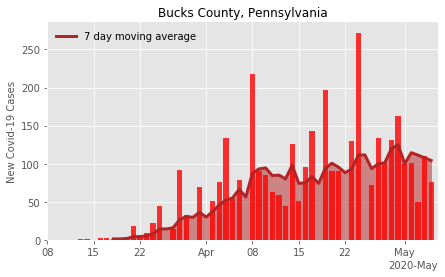 Bucks County, Pennsylvania
7 day moving average
New Covid-19 Cases
250
200
150
100
50
0
08 15 22 Apr 08 15 22 May
2020-May